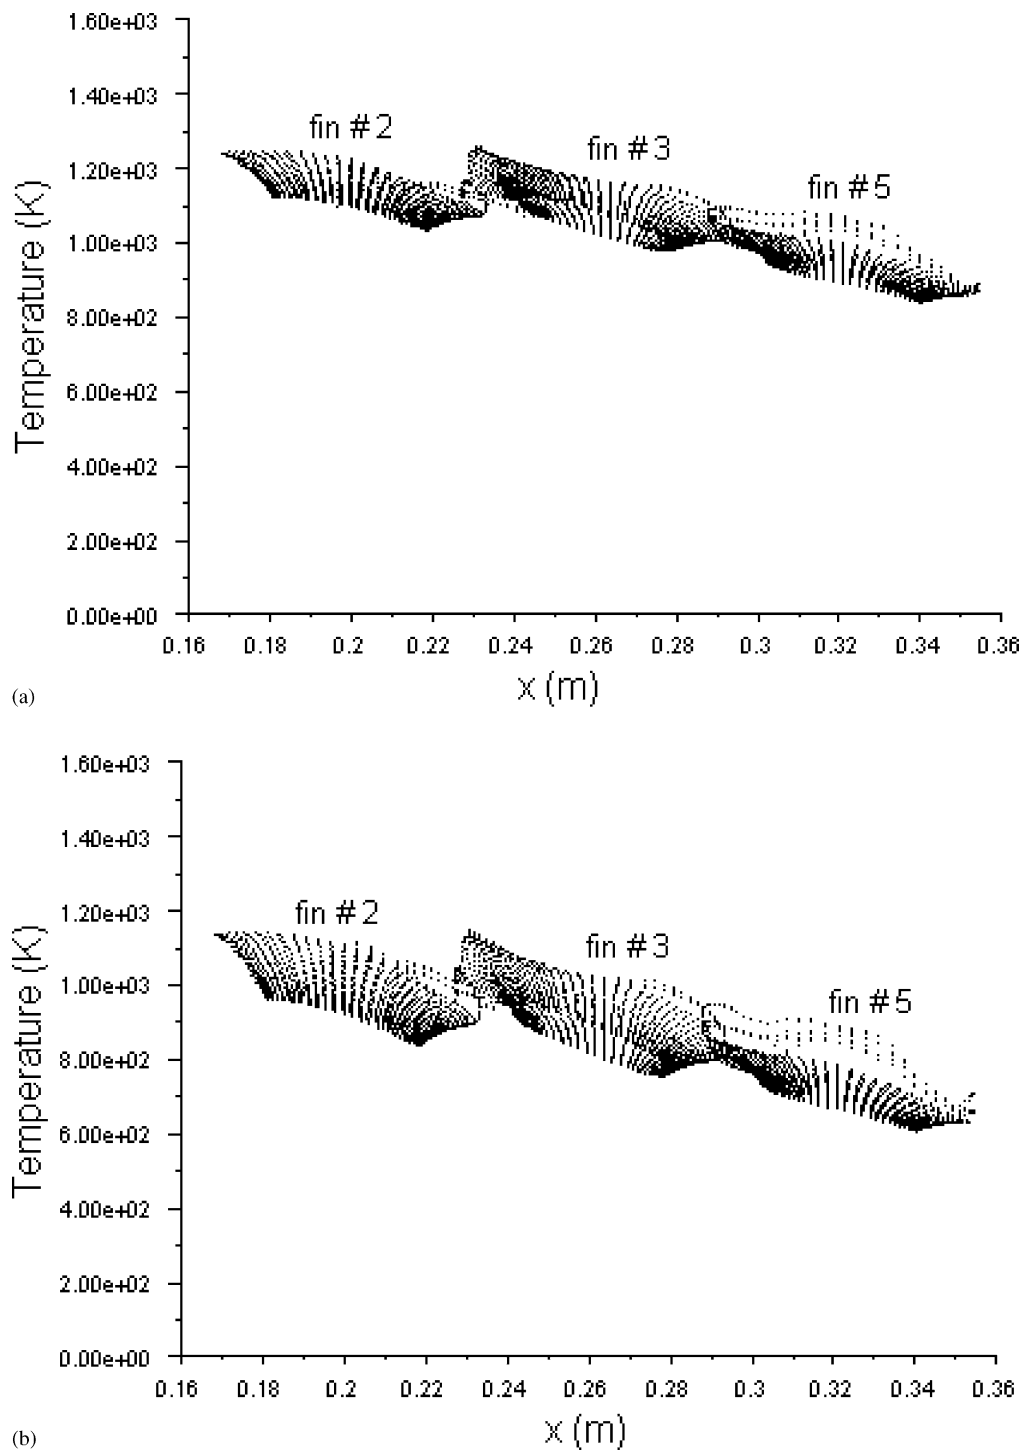 1.60e+03
1.40e+03
1.20e+03
1.00e+03
8.00e+02
6.00e+02
4.00e+02
2.00e+02
0.00e+00
Temperature (K)
fin #2
fin #3
fin #5
0.16 0.18 0.2 0.22 0.24 0.26 0.28 0.3 0.32 0.34 0.36
x (m)
(a)
1.60e+03
1.40e+03
1.20e+03
1.00e+03
8.00e+02
6.00e+02
4.00e+02
2.00e+02
0.00e+00
Temperature (K)
fin #2
fin #3
fin #5
0.16 0.18 0.2 0.22 0.24 0.26 0.28 0.3 0.32 0.34 0.36
x (m)
(b)